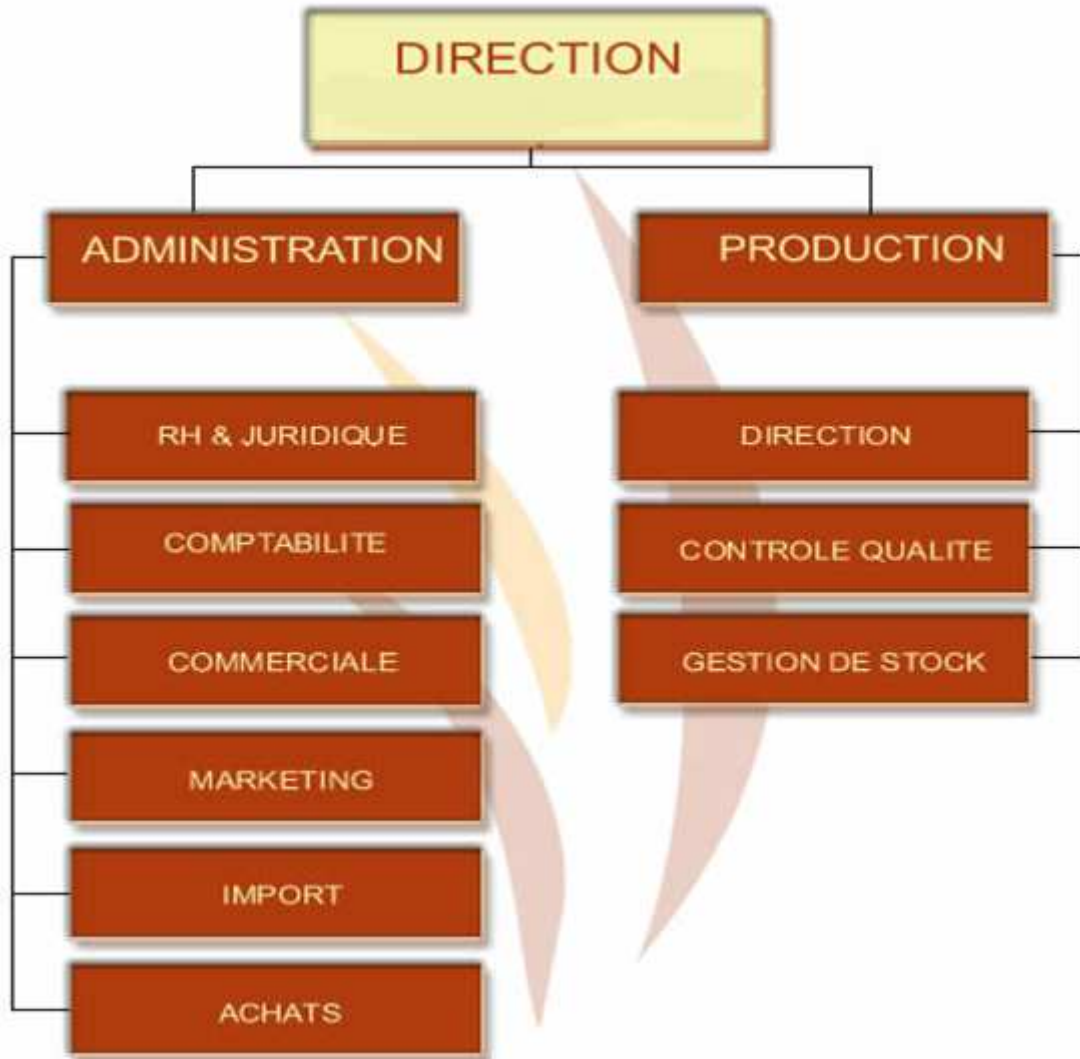 DIRECTION
ADMINISTRATION
PRODUCTION
RH & JURIDIQUE
COMPTABILITE
COMMERCIALE
MARKETING
IMPORT
ACHATS
DIRECTION
CONTROLE QUALITE
GESTION DE STOCK